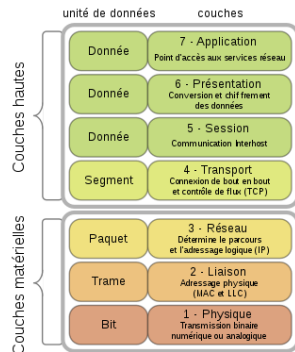 unité de données couches
Couches hautes
Donnée
7 - Application
Point d'accès aux services réseau
Donnée
6 - Présentation
Conversion et chiffrement
des données
Donnée
5 - Session
Communication Interhost
Segment
4 - Transport
Connexion de bout en bout
et contrôle de flux (TCP)
Couches matérielles
Paquet
3 - Réseau
Détermine le parcours
et l'adressage logique (IP)
Trame
2 - Liaison
Adressage physique
(MAC et LLC)
Bit
1 - Physique
Transmission binaire
numérique ou analogique